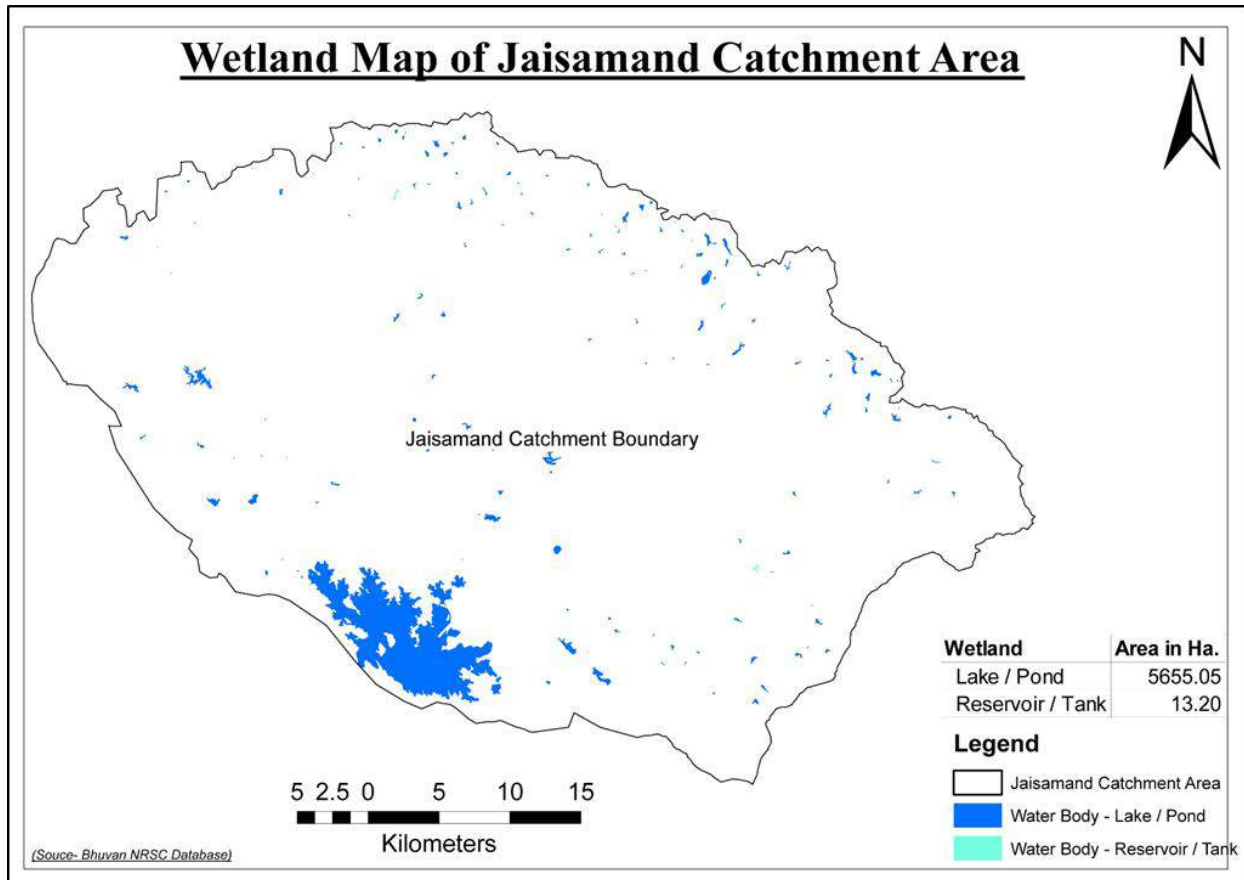 Wetland Map of Jaisamand Catchment Area
N
Jaisamand Catchment Boundary
Wetland Area in Ha.
Lake / Pond 5655.05
Reservoir / Tank 13.20
Legend
Jaisamand Catchment Area
Water Body - Lake / Pond
Water Body - Reservoir / Tank
5 2.5 0 5 10 15
Kilometers
(Souce- Bhuvan NRSC Database)